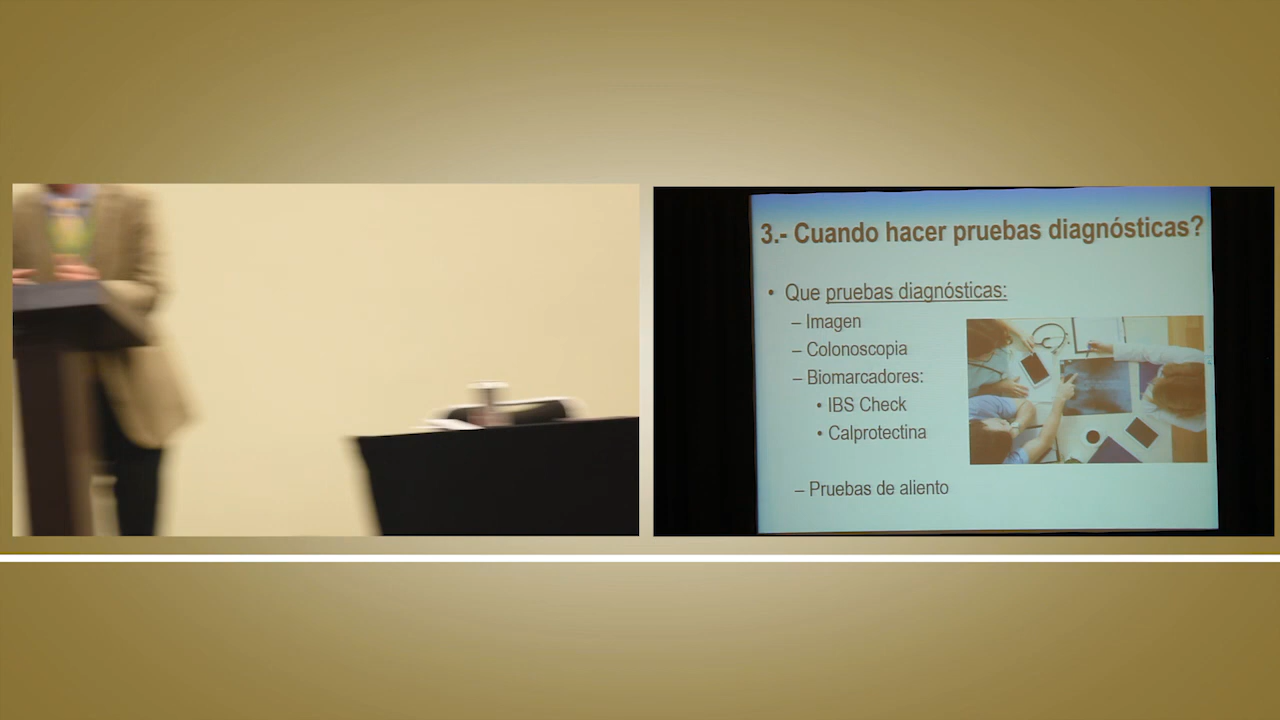 3.- Cuando hacer pruebas diagnósticas?
• Que pruebas diagnósticas:
– Imagen
– Colonoscopia
– Biomarcadores:
• IBS Check
• Calprotectina
– Pruebas de aliento